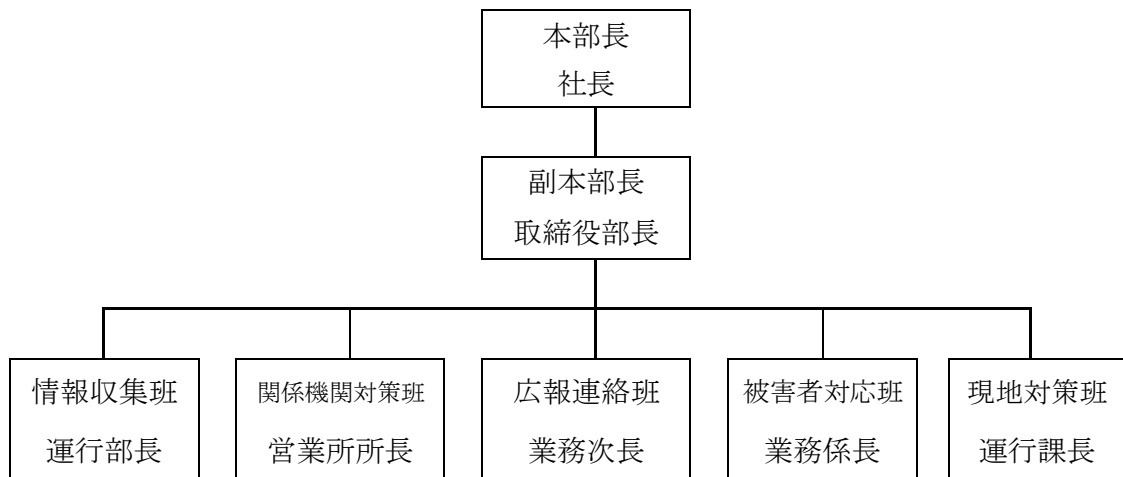 本部長
社長
副本部長
取締役部長
情報収集班
運行部長
関係機関対策班
営業所所長
広報連絡班
業務次長
被害者対応班
業務係長
現地対策班
運行課長